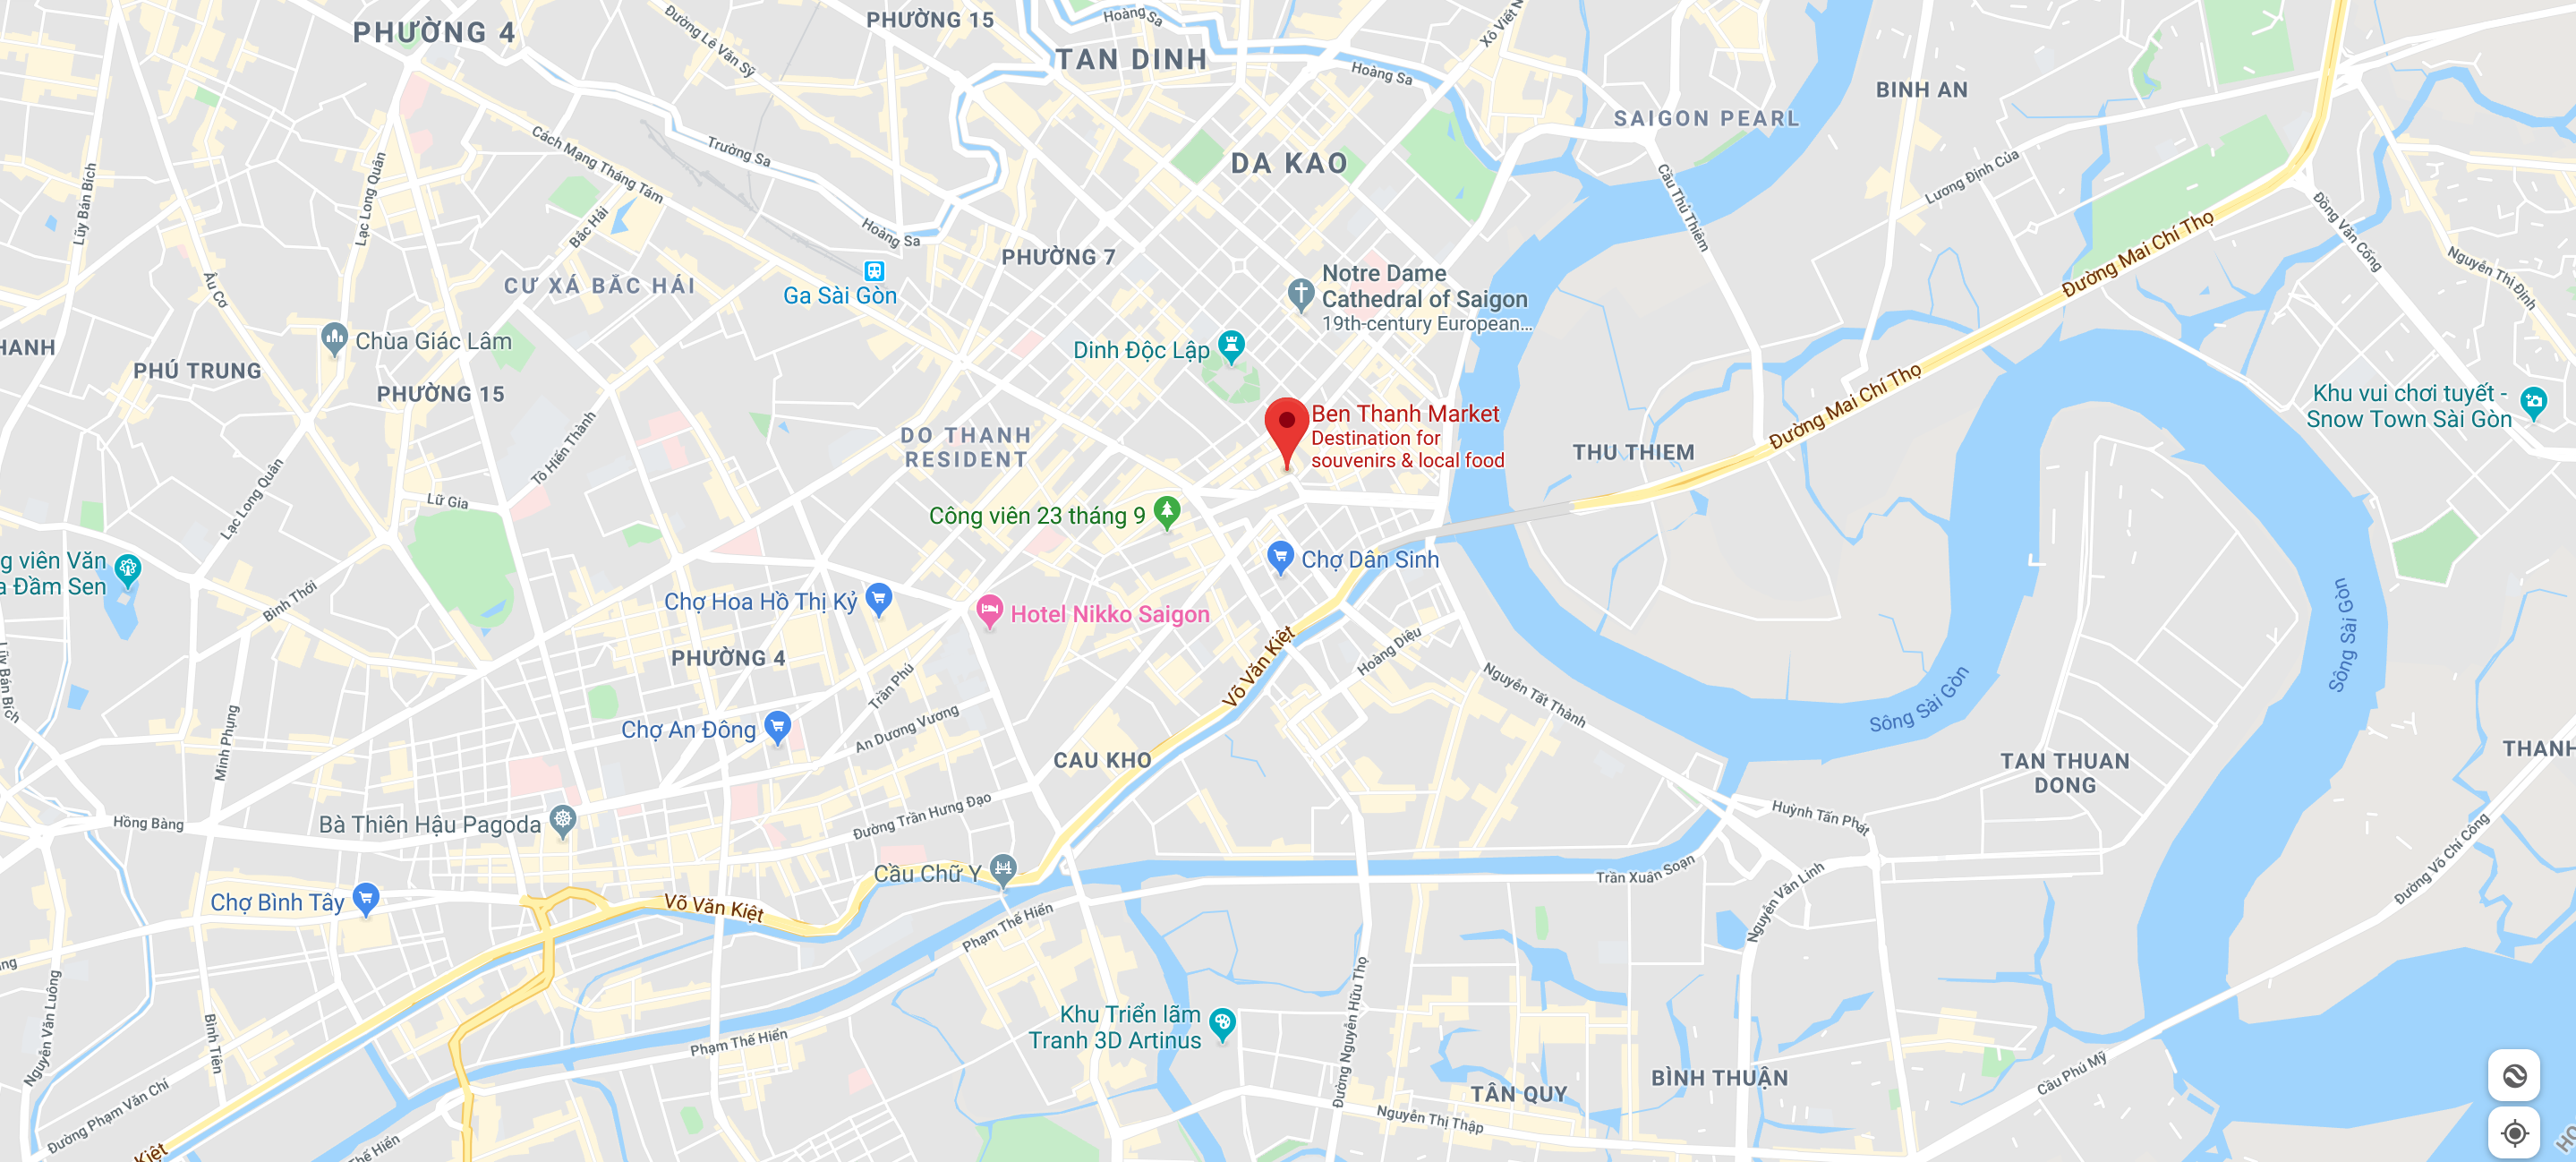 PHƯỜNG 4
Đường Lê Văn Sỹ
PHƯỜNG 15
Hoàng Sa
TAN DINH
Hoàng Sa
SAIGON PEARL
BINH AN
Lũy Bán Bích
Lạc Long Quân
Cách Mạng Tháng Tám
Trường Sa
DA KAO
Cầu Thủ Thiêm
Lương Định Của
Bắc Hải
Hoàng Sa
PHƯỜNG 7
Đường Mai Chí Thọ
Đồng Văn Cống
Nguyễn Thị Định
Âu Cơ
CƯ XÁ BẮC HẢI
Ga Sài Gòn
Notre Dame
Cathedral of Saigon
19th-century European...
Chùa Giác Lâm
Dinh Độc Lập
PHÚ TRUNG
PHƯỜNG 15
Đường Mai Chí Thọ
Khu vui chơi tuyết -
Snow Town Sài Gòn
Ben Thanh Market
Destination for
souvenirs & local food
Tô Hiến Thành
DO THANH
RESIDENT
THU THIEM
Lạc Long Quân
Lữ Gia
Công viên 23 tháng 9
Chợ Dân Sinh
g viên Văn
a Đầm Sen
Bình Thới
Chợ Hoa Hồ Thị Kỷ
Hotel Nikko Saigon
Sông Sài Gòn
PHƯỜNG 4
Trần Phú
Võ Văn Kiệt
Hoàng Diệu
Nguyễn Tất Thành
Sông Sài Gòn
Lũy Bán Bích
Minh Phụng
Chợ An Đông
An Dương Vương
CAU KHO
TAN THUAN
DONG
THANH
Hồng Bàng
Bà Thiên Hậu Pagoda
Đường Trần Hưng Đạo
Huỳnh Tấn Phát
Đường Võ Chí Công
Cầu Chữ Y
Trần Xuân Soạn
Nguyễn Văn Linh
Chợ Bình Tây
Võ Văn Kiệt
Phạm Thế Hiển
Nguyễn Văn Luông
Bình Tiên
Phạm Thế Hiển
Khu Triển lãm
Tranh 3D Artinus
Đường Nguyễn Hữu Thọ
TÂN QUY
BÌNH THUẬN
Cầu Phú Mỹ
Đường Phạm Văn Chí
Nguyễn Thị Thập
Kiệt